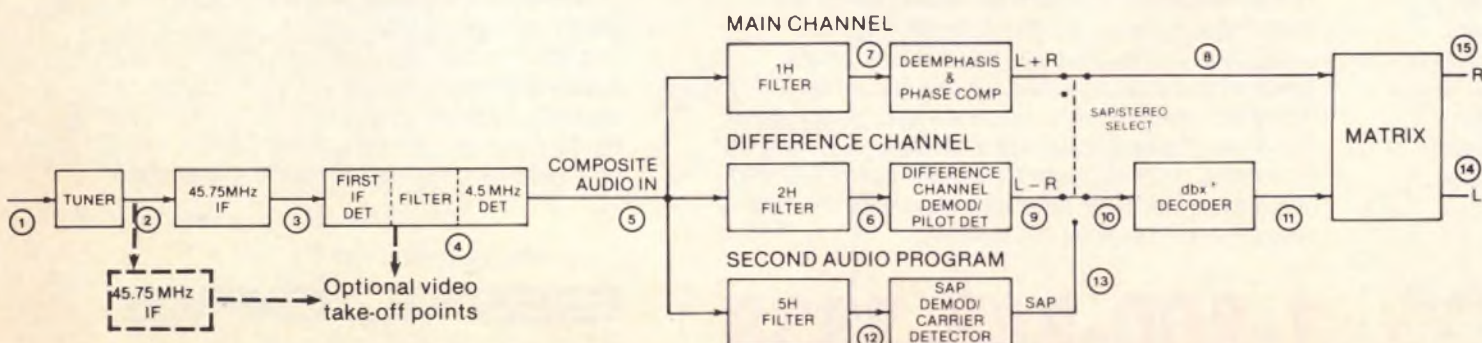 MAIN CHANNEL
1H
FILTER
7
DEEMPHASIS
&
PHASE COMP
L + R
8
15
R
SAP/STEREO
SELECT
MATRIX
DIFFERENCE CHANNEL
COMPOSITE
AUDIO IN
1
TUNER
2
45.75MHz
IF
3
FIRST
IF
DET
FILTER
4.5 MHz
DET
4
5
2H
FILTER
6
DIFFERENCE
CHANNEL
DEMOD/
PILOT DET
L – R
9
10
dbx+
DECODER
11
14
L
45.75 MHz
IF
Optional video
take-off points
SECOND AUDIO PROGRAM
5H
FILTER
12
SAP
DEMOD/
CARRIER
DETECTOR
SAP
13